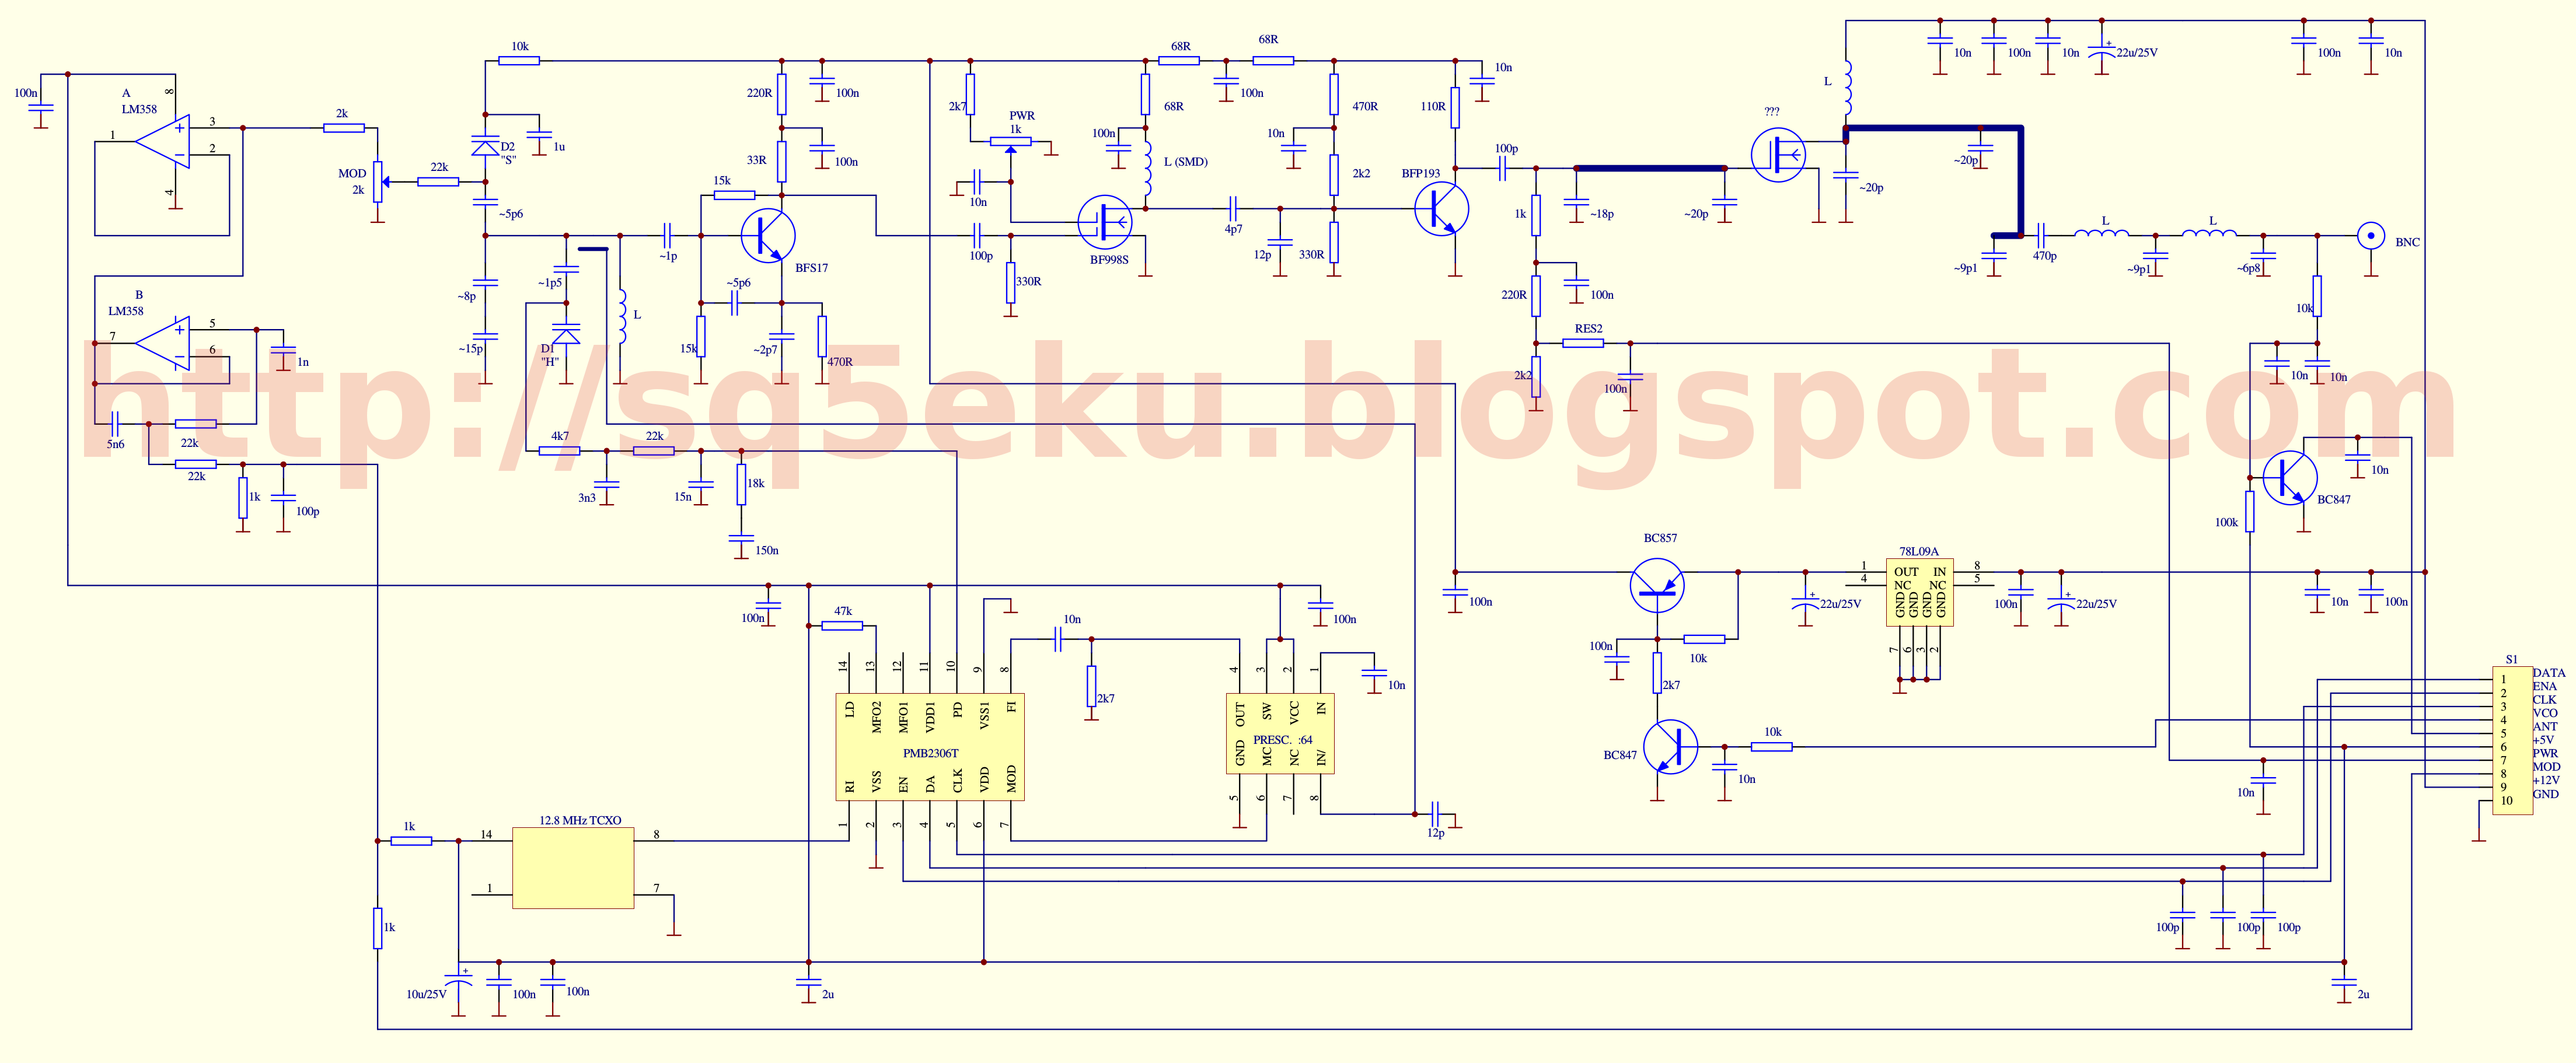 10k
68R
68R
10n
100n
10n
22u/25V
100n
10n
100n
A
LM358
8
1
3
2
4
2k
MOD
2k
22k
D2
"S"
1u
~5p6
220R
100n
33R
100n
15k
BFS17
2k7
PWR
1k
10n
100p
330R
68R
100n
L (SMD)
BF998S
100n
470R
10n
2k2
4p7
12p
330R
110R
10n
BFP193
100p
1k
~18p
~20p
???
L
~20p
~20p
~9p1
470p
L
L
~9p1
~6p8
BNC
10k
10n
10n
B
LM358
7
5
6
1n
5n6
22k
22k
1k
100p
~8p
~15p
~1p5
D1
"H"
L
~1p
~5p6
15k
~2p7
470R
220R
100n
RES2
2k2
100n
http://sq5eku.blogspot.com
4k7
22k
3n3
15n
18k
150n
10n
BC847
100k
BC857
100n
100n
10k
2k7
BC847
10k
10n
22u/25V
78L09A
1 OUT IN 8
4 NC NC 5
GND GND GND GND
7 6 3 2
100n
22u/25V
10n
100n
100n
47k
10n
2k7
100n
10n
14 13 12 11 10 9 8
LD MFO2 MFO1 VDD1 PD VSS1 FI
PMB2306T
RI VSS EN DA CLK VDD MOD
1 2 3 4 5 6 7
4 3 2 1
OUT SW VCC IN
PRESC. :64
GND MC NC IN/
5 6 7 8
12p
S1
1 DATA
2 ENA
3 CLK
4 VCO
5 ANT
6 +5V
7 PWR
8 MOD
9 +12V
10 GND
10n
1k
12.8 MHz TCXO
14
8
1
7
1k
100p
100p
100p
10u/25V
100n
100n
2u
2u